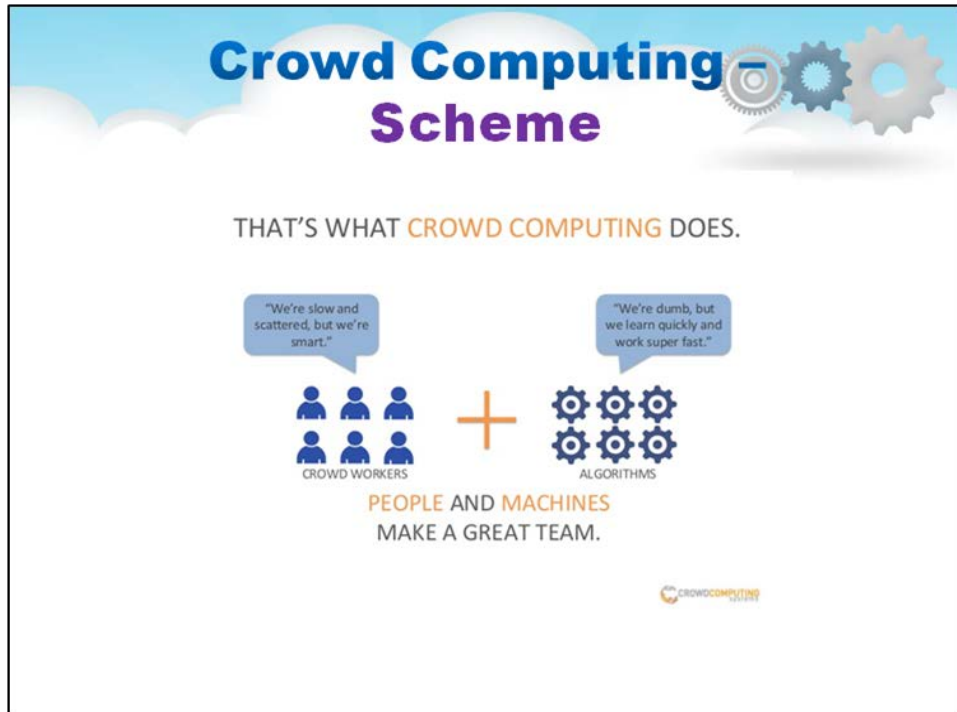 Crowd Computing –
Scheme
THAT'S WHAT CROWD COMPUTING DOES.
"We're slow and
scattered, but we're
smart."
"We're dumb, but
we learn quickly and
work super fast."
CROWD WORKERS
ALGORITHMS
PEOPLE AND MACHINES
MAKE A GREAT TEAM.
CROWDCOMPUTING
systems